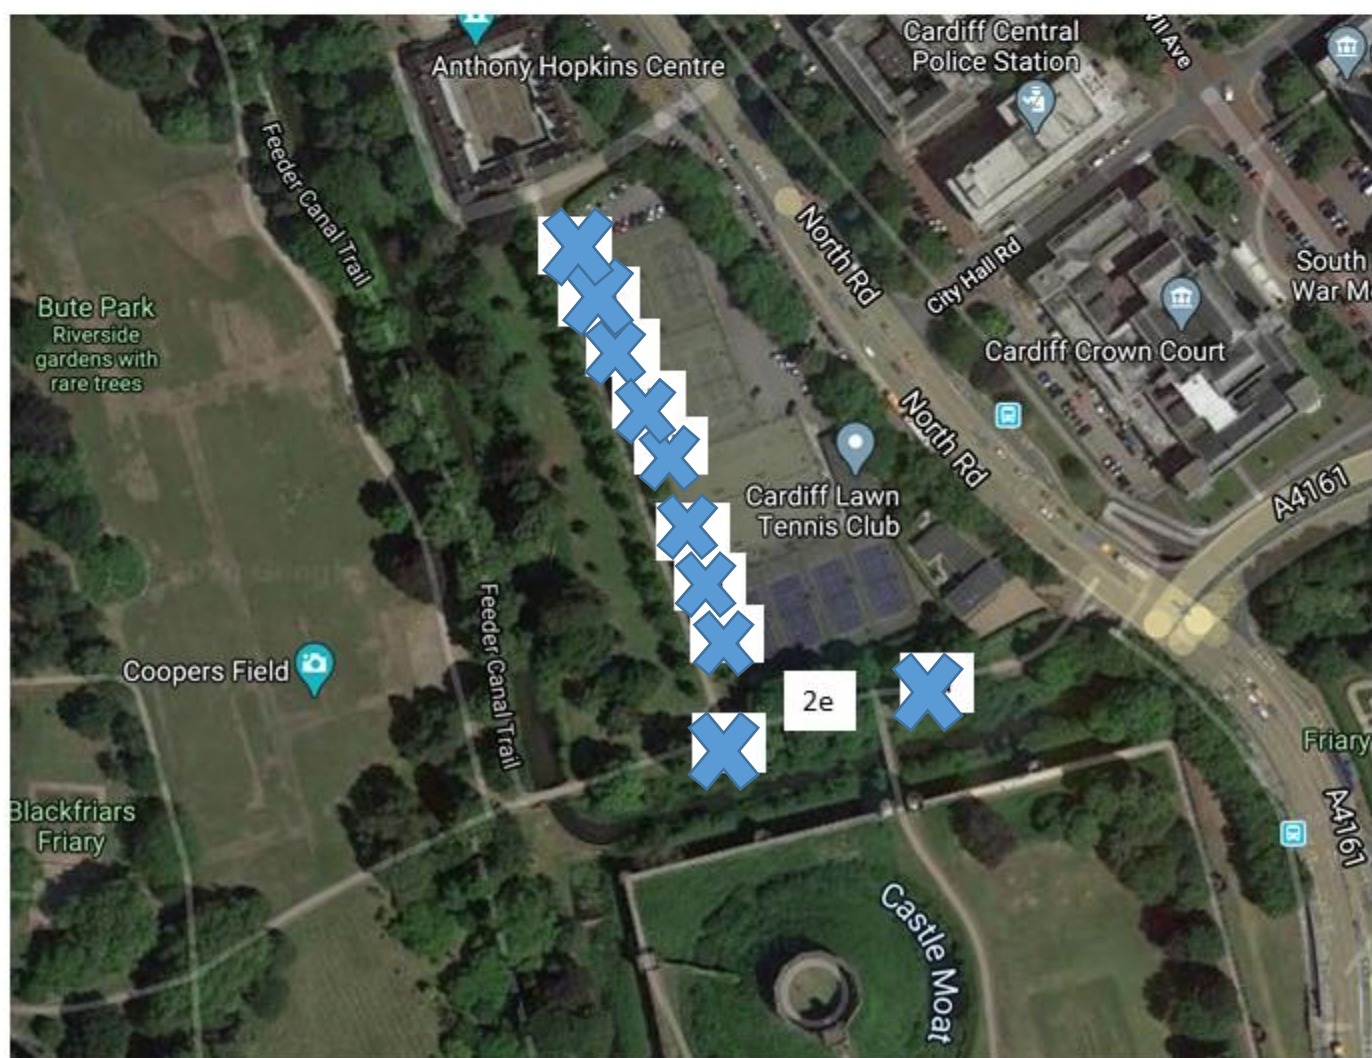 Cardiff Central
Police Station
VII Ave
Anthony Hopkins Centre
Feeder Canal Trail
North Rd
City Hall Rd
South
War M
Bute Park
Riverside
gardens with
rare trees
Cardiff Crown Court
North Rd
A4161
Cardiff Lawn
Tennis Club
Feeder Canal Trail
Coopers Field
2e
Friary
A4161
Blackfriars
Friary
Castle Moat